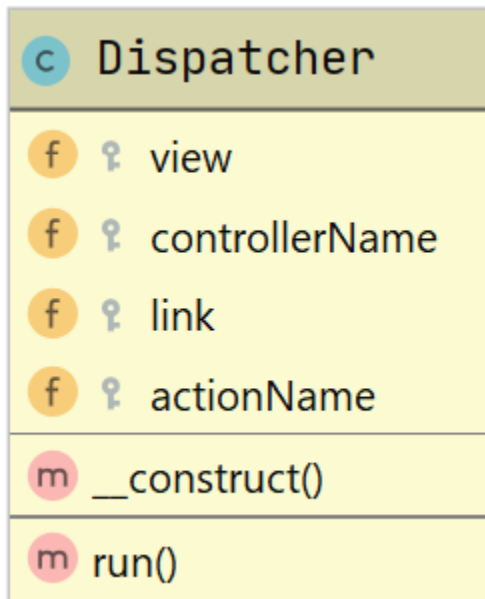 c Dispatcher
f view
f controllerName
f link
f actionName
m __construct()
m run()